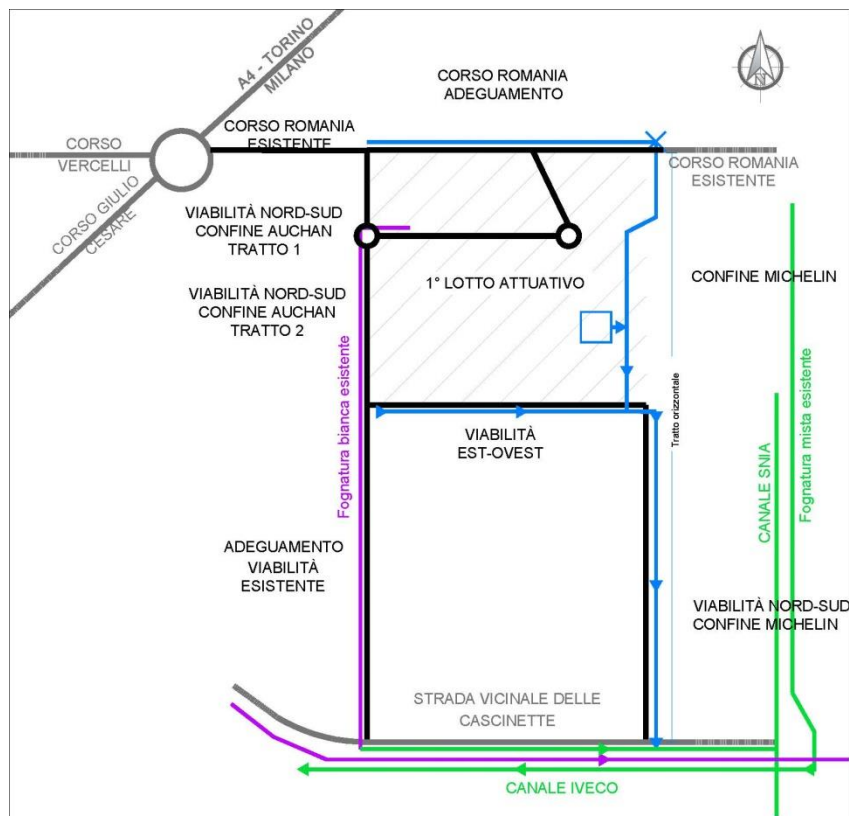 A4 - TORINO
MILANO
CORSO ROMANIA
ADEGUAMENTO
N
CORSO
VERCELLI
CORSO ROMANIA
ESISTENTE
CORSO ROMANIA
ESISTENTE
CORSO GIULIO
CESARE
VIABILITÀ NORD-SUD
CONFINE AUCHAN
TRATTO 1
1° LOTTO ATTUATIVO
CONFINE MICHELIN
VIABILITÀ NORD-SUD
CONFINE AUCHAN
TRATTO 2
Fognatura bianca esistente
Tratto orizzontale
CANALE SNIA
Fognatura mista esistente
VIABILITÀ
EST-OVEST
ADEGUAMENTO
VIABILITÀ
ESISTENTE
VIABILITÀ NORD-SUD
CONFINE MICHELIN
STRADA VICINALE DELLE
CASCINETTE
CANALE IVECO